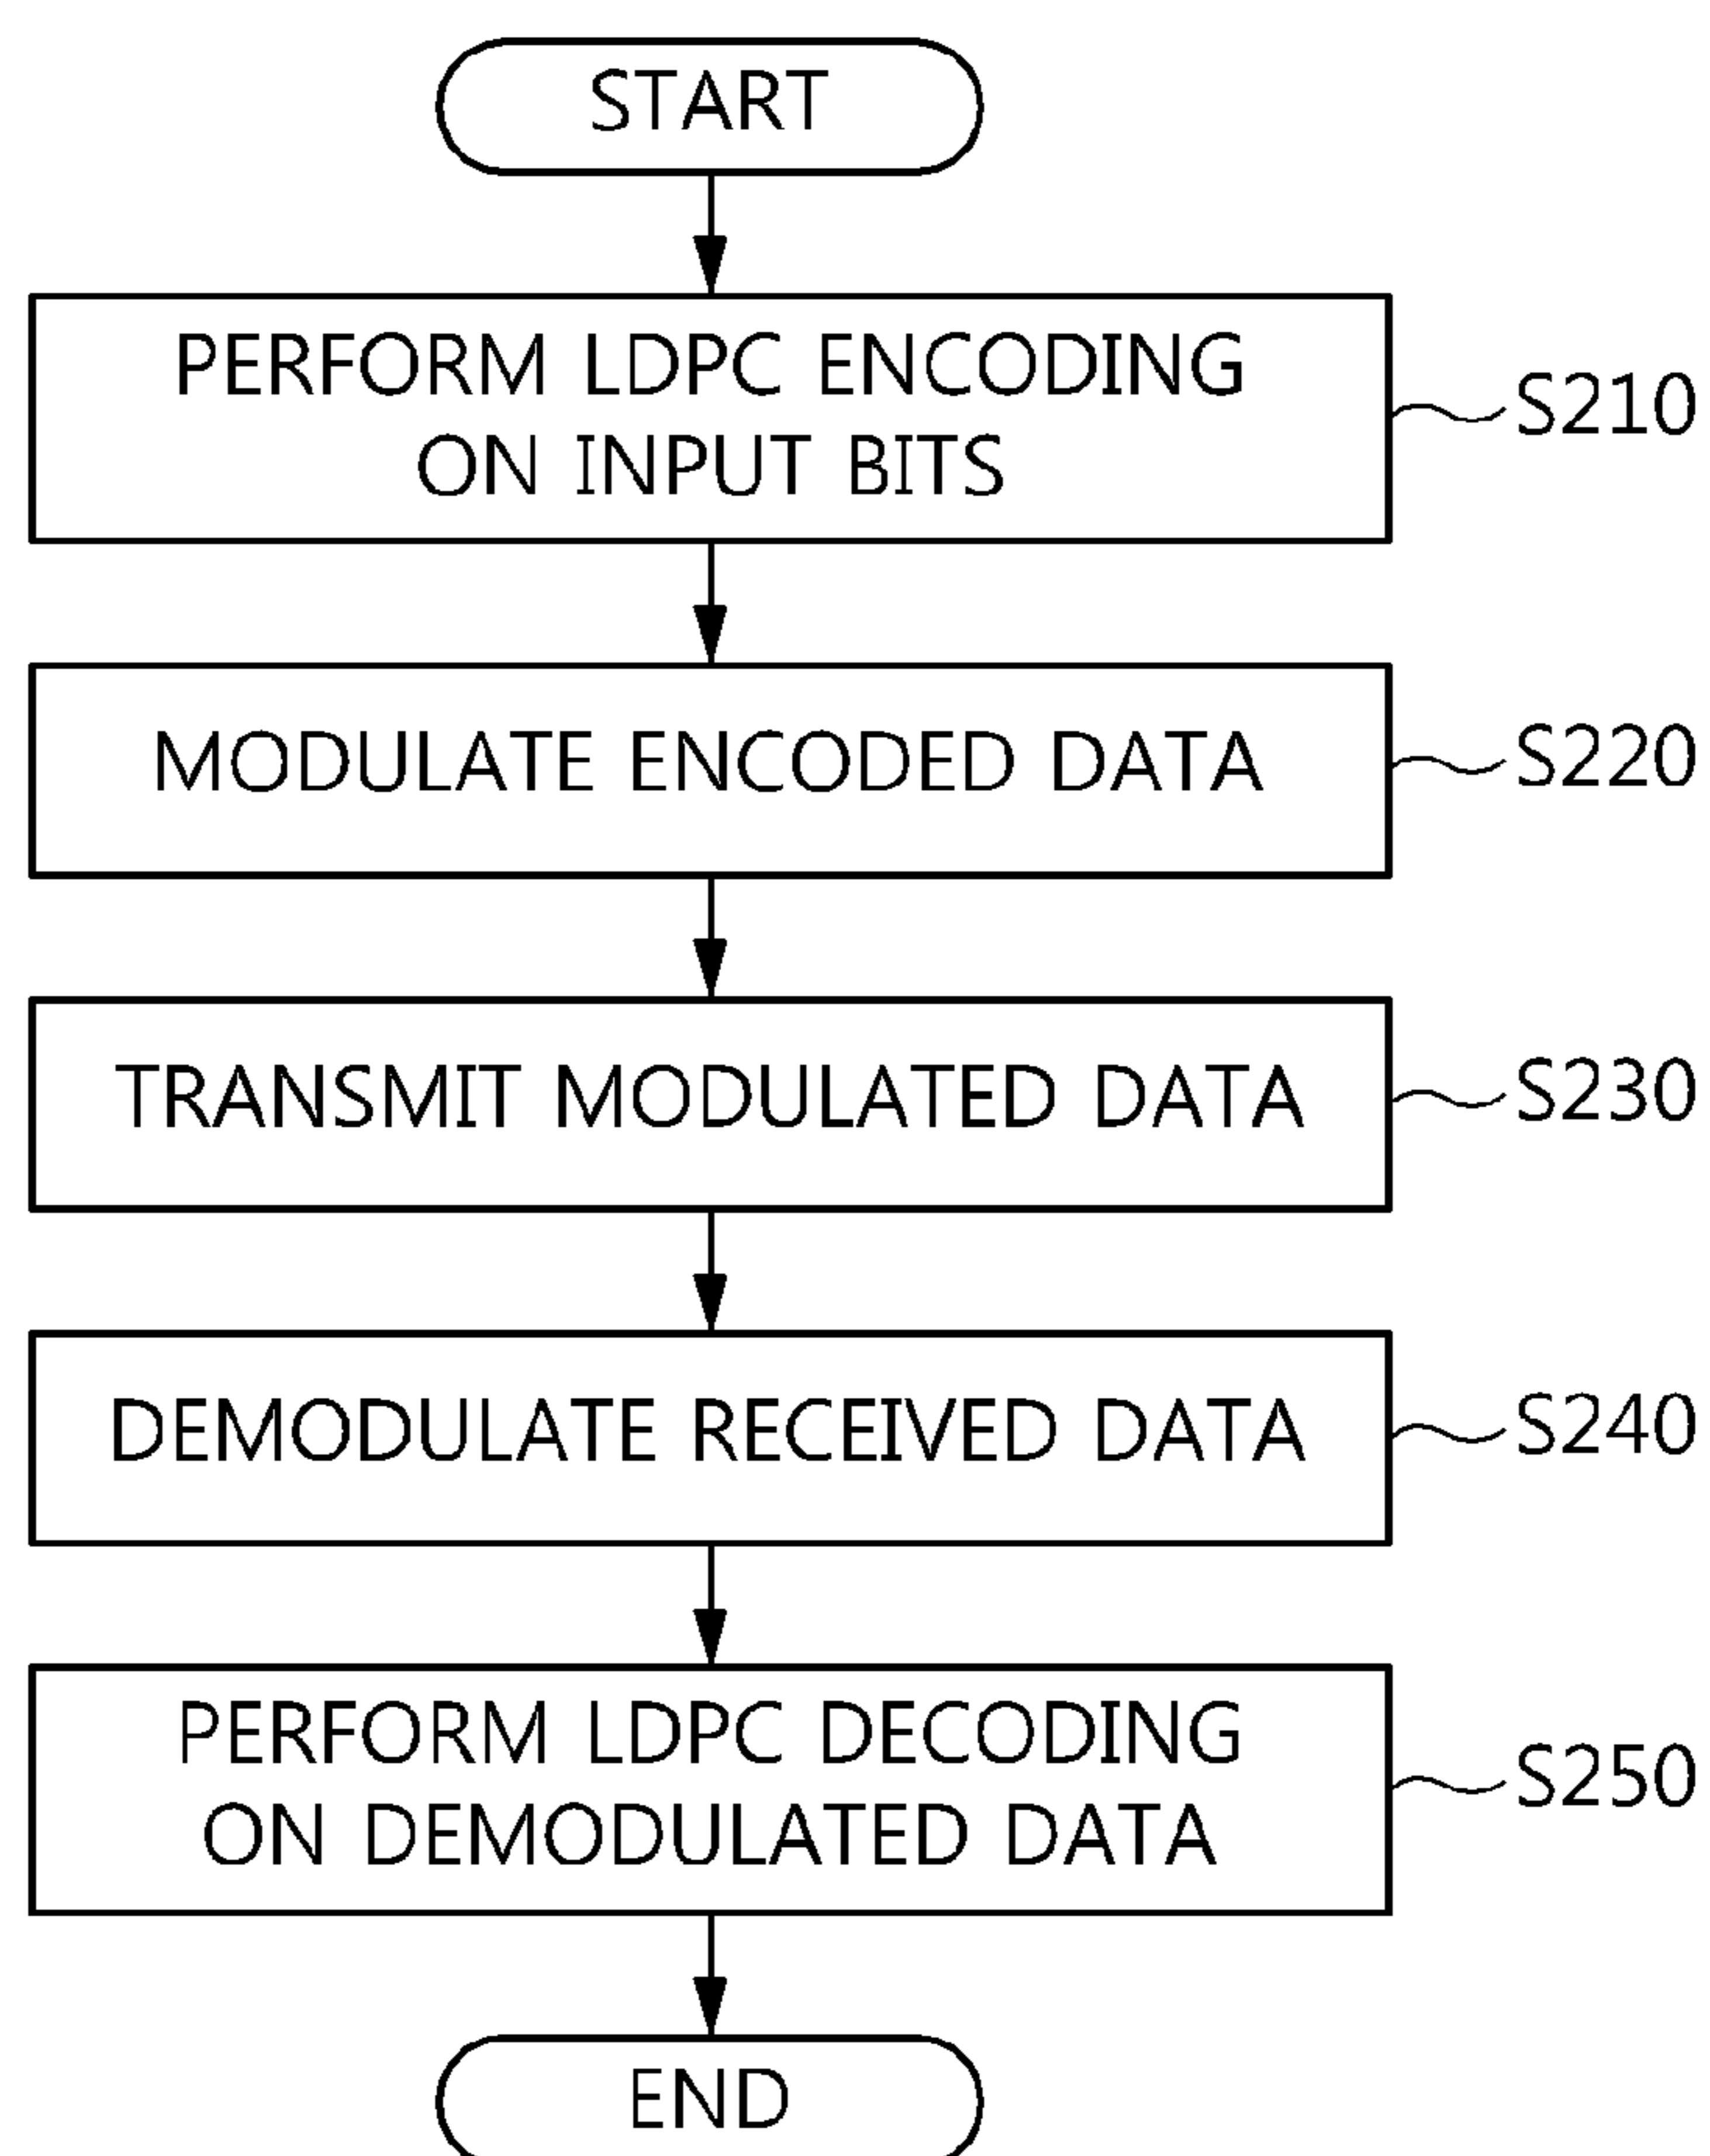 START
PERFORM LDPC ENCODING
ON INPUT BITS
S210
MODULATE ENCODED DATA
S220
TRANSMIT MODULATED DATA
S230
DEMODULATE RECEIVED DATA
S240
PERFORM LDPC DECODING
ON DEMODULATED DATA
S250
END